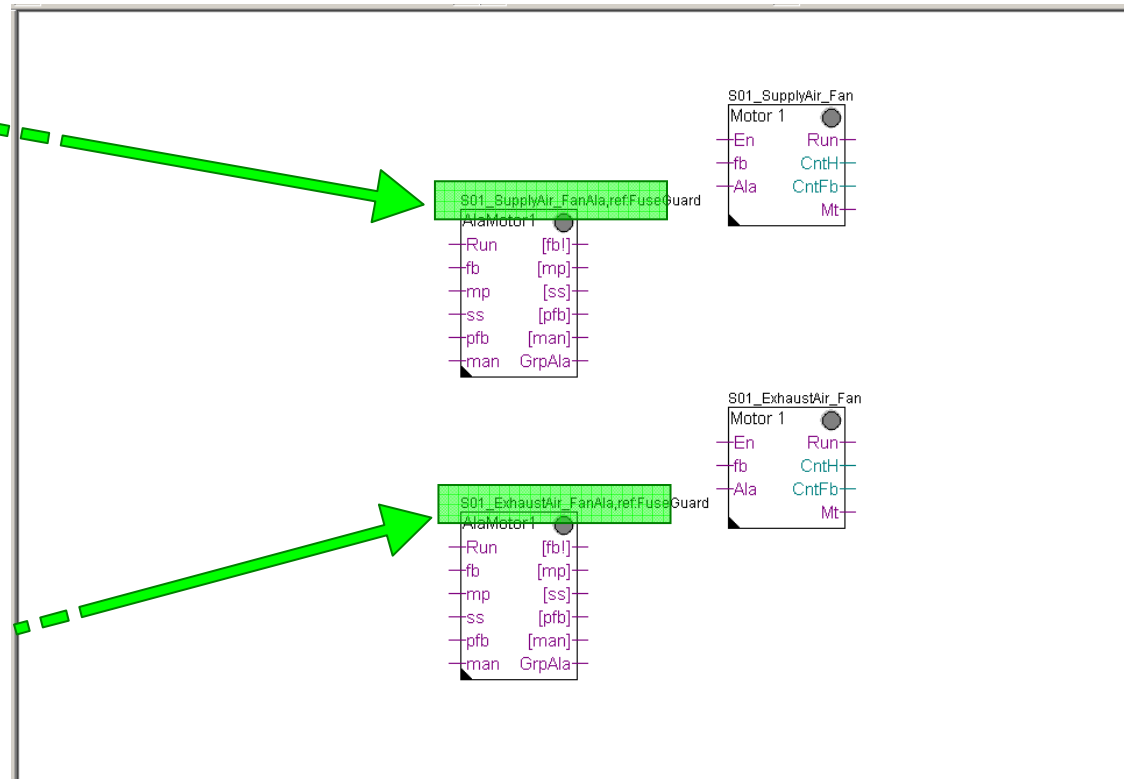 S01_SupplyAir_Fan
Motor 1
En Run
fb CntH
Ala CntFb
Mt
S01_SupplyAir_FanAla,ref:FuseGuard
AlaMotor1
Run [fb!]
fb [mp]
mp [ss]
ss [pfb]
pfb [man]
man GrpAla
S01_ExhaustAir_Fan
Motor 1
En Run
fb CntH
Ala CntFb
Mt
S01_ExhaustAir_FanAla,ref:FuseGuard
AlaMotor1
Run [fb!]
fb [mp]
mp [ss]
ss [pfb]
pfb [man]
man GrpAla